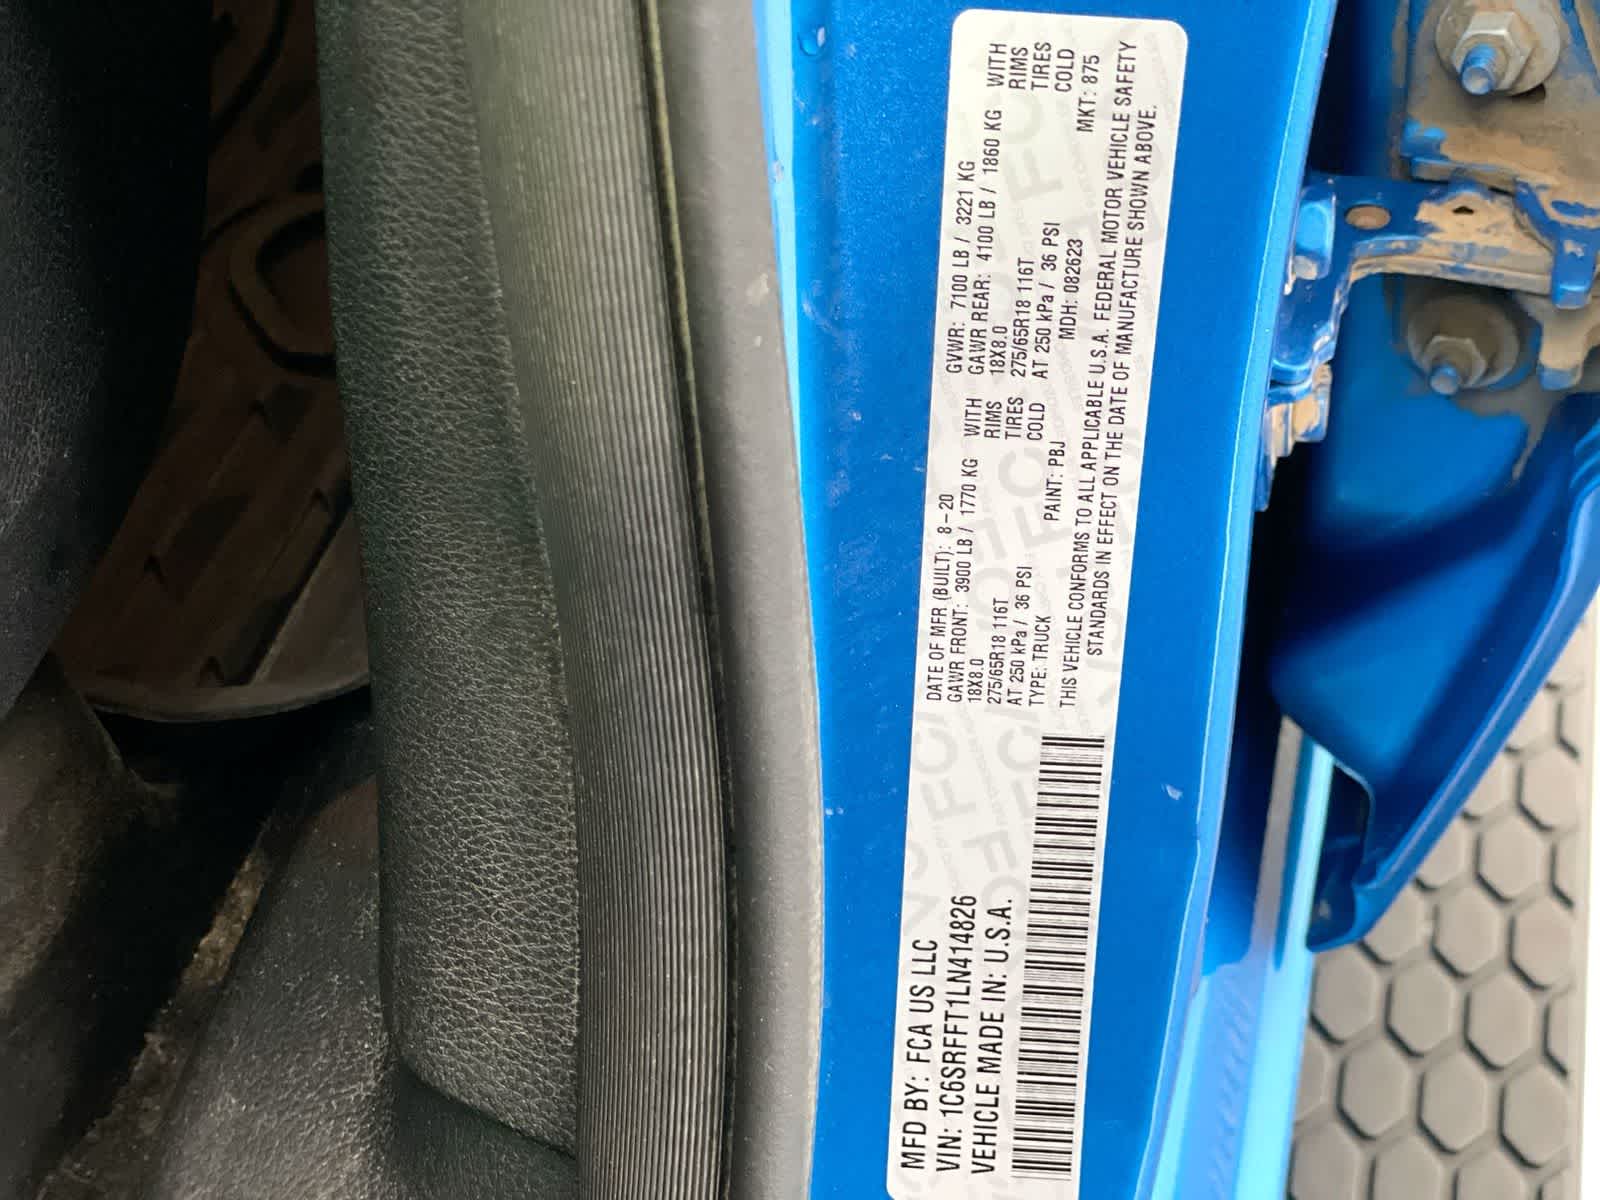 MFD BY: FCA US LLC
VIN: 1C6SRFFT1LN414826
VEHICLE MADE IN: U.S.A.
DATE OF MFR (BUILT): 8-20 GVWR: 7100 LB / 3221 KG
GAWR FRONT: 3900 LB / 1770 KG WITH GAWR REAR: 4100 LB / 1860 KG WITH
18X8.0 RIMS 18X8.0 RIMS
275/65R18 116T TIRES 275/65R18 116T TIRES
AT 250 kPa / 36 PSI COLD AT 250 kPa / 36 PSI COLD
TYPE: TRUCK PAINT: PBJ MDH: 082623 MKT: 875
THIS VEHICLE CONFORMS TO ALL APPLICABLE U.S.A. FEDERAL MOTOR VEHICLE SAFETY
STANDARDS IN EFFECT ON THE DATE OF MANUFACTURE SHOWN ABOVE.